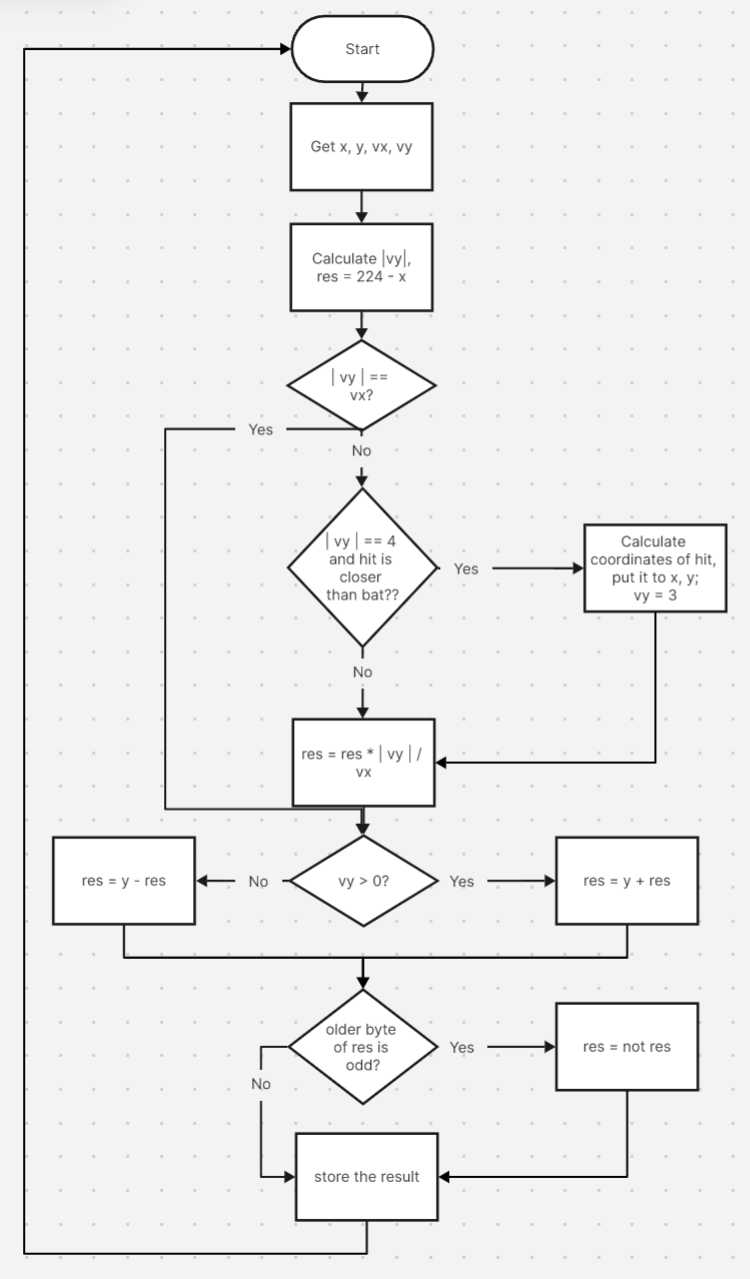 Start
Get x, y, vx, vy
Calculate |vy|,
res = 224 - x
| vy | ==
vx?
Yes
No
| vy | == 4
and hit is
closer
than bat??
Yes
Calculate
coordinates of hit,
put it to x, y;
vy = 3
No
res = res * | vy | /
vx
res = y - res
No
vy > 0?
Yes
res = y + res
older byte
of res is
odd?
Yes
res = not res
No
store the result